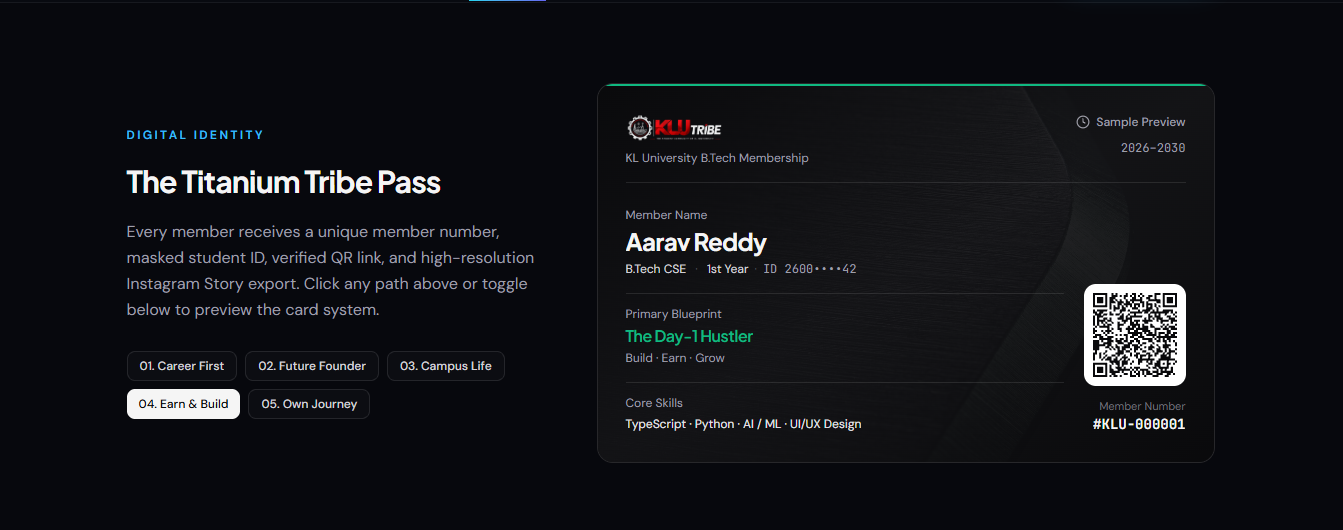 DIGITAL IDENTITY
The Titanium Tribe Pass
Every member receives a unique member number,
masked student ID, verified QR link, and high-resolution
Instagram Story export. Click any path above or toggle
below to preview the card system.
01. Career First
02. Future Founder
03. Campus Life
04. Earn & Build
05. Own Journey
KLU TRIBE
KL University B.Tech Membership
Sample Preview
2026-2030
Member Name
Aarav Reddy
B.Tech CSE · 1st Year · ID 2600••••42
Primary Blueprint
The Day-1 Hustler
Build · Earn · Grow
Core Skills
TypeScript · Python · AI / ML · UI/UX Design
Member Number
#KLU-000001